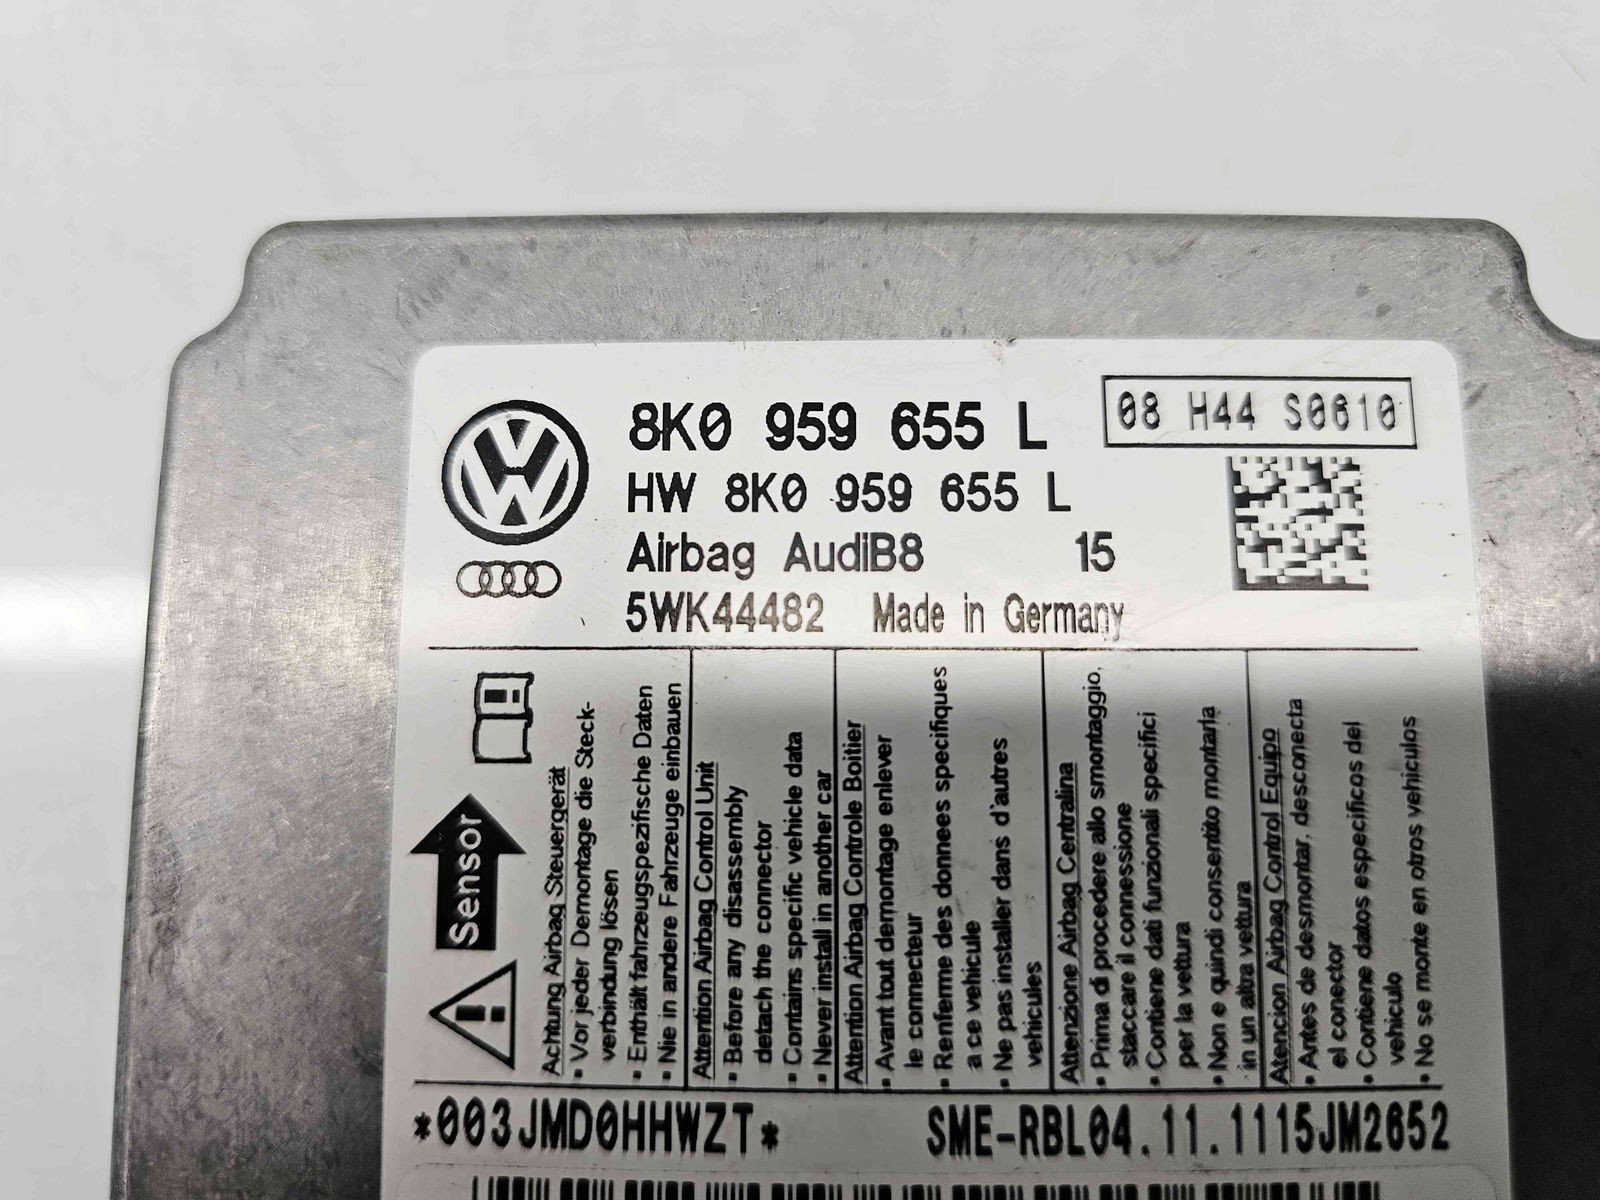 8K0 959 655 L
08 H44 S0610
HW 8K0 959 655 L
Airbag AudiB8 15
5WK44482 Made in Germany
Sensor
Achtung Airbag Steuergerät
• Vor jeder Demontage die Steck-
verbindung lösen
• Enthält fahrzeugspezifische Daten
• Nie in andere Fahrzeuge einbauen
Attention Airbag Control Unit
• Before any disassembly
detach the connector
• Contains specific vehicle data
• Never install in another car
Attention Airbag Controle Boitier
• Avant tout demontage enlever
le connecteur
• Renferme des donnees specifiques
a ce vehicule
• Ne pas installer dans d'autres
vehicules
Attenzione Airbag Centralina
• Prima di procedere allo smontaggio,
staccare il connessione
• Contiene dati funzionali specifici
per la vettura
• Non e quindi consentito montarla
in un altra vettura
Atencion Airbag Control Equipo
• Antes de desmontar, desconecta
el conector
• Contiene datos especificos del
vehiculo
• No se monte en otros vehiculos
*003JMD0HHWZT*
SME-RBL04.11.1115JM2652